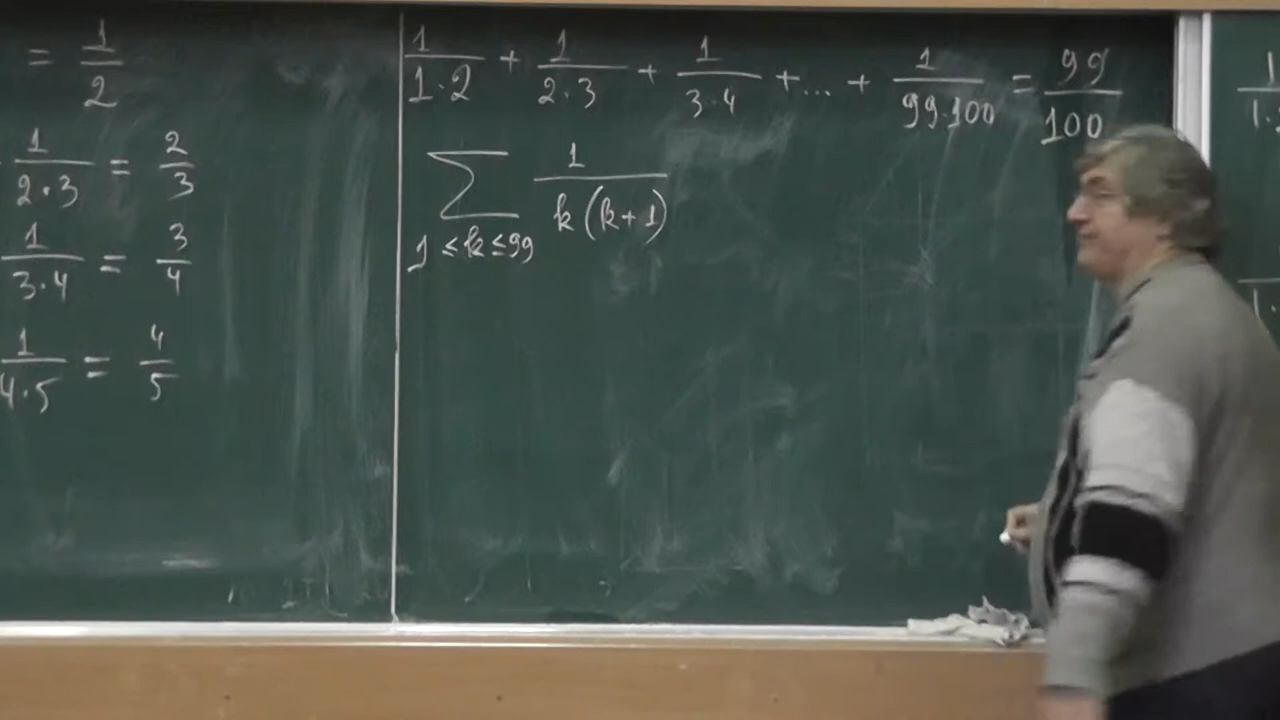 = 1/2
1/(2·3) = 2/3
1/(3·4) = 3/4
1/(4·5) = 4/5
1/(1·2) + 1/(2·3) + 1/(3·4) + ... + 1/(99·100) = 99/100
∑ 1/(k(k+1))
1≤k≤99